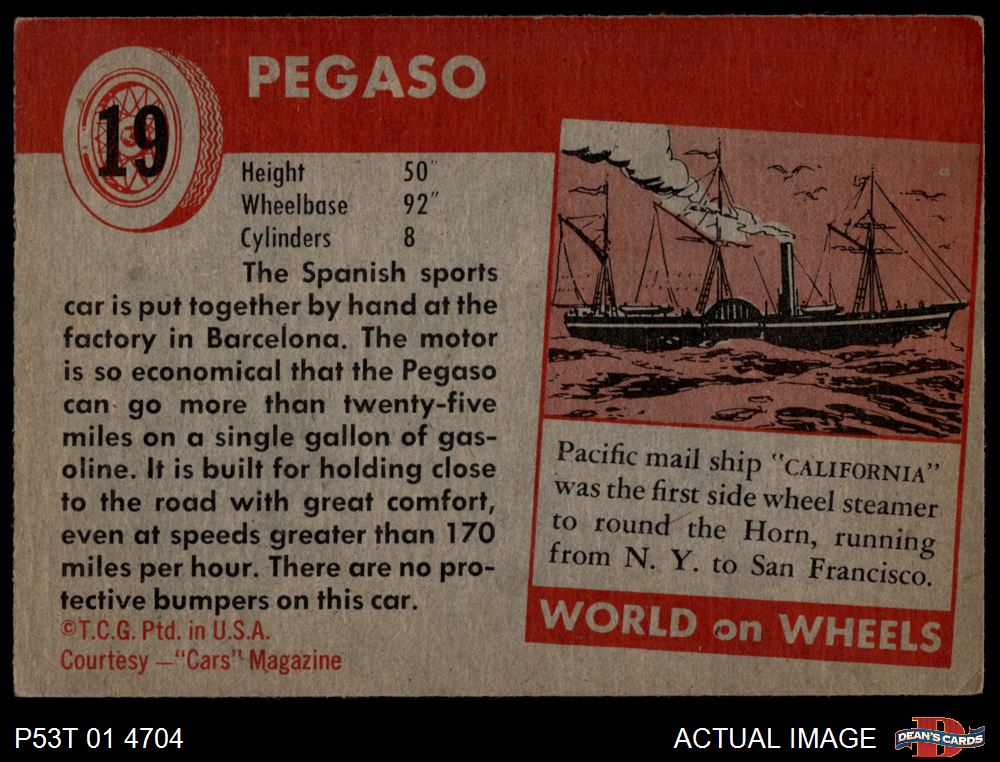 19
PEGASO
Height 50"
Wheelbase 92"
Cylinders 8
The Spanish sports
car is put together by hand at the
factory in Barcelona. The motor
is so economical that the Pegaso
can go more than twenty-five
miles on a single gallon of gas-
oline. It is built for holding close
to the road with great comfort,
even at speeds greater than 170
miles per hour. There are no pro-
tective bumpers on this car.
©T.C.G. Ptd. in U.S.A.
Courtesy —"Cars" Magazine
Pacific mail ship "CALIFORNIA"
was the first side wheel steamer
to round the Horn, running
from N. Y. to San Francisco.
WORLD on WHEELS
P53T 01 4704
ACTUAL IMAGE
D
DEAN'S CARDS